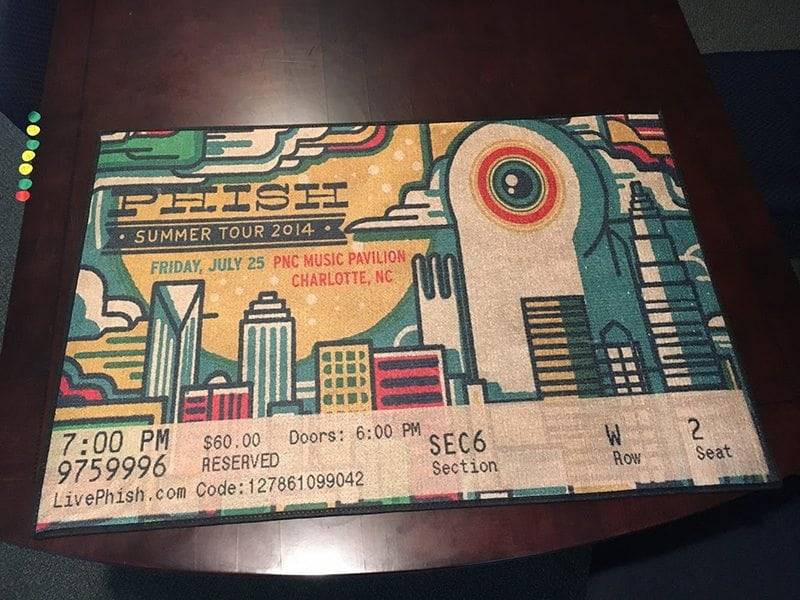 PHISH
• SUMMER TOUR 2014 •
FRIDAY, JULY 25 PNC MUSIC PAVILION
CHARLOTTE, NC
7:00 PM $60.00 Doors: 6:00 PM SEC6 W 2
9759996 RESERVED Section Row Seat
LivePhish.com Code:127861099042